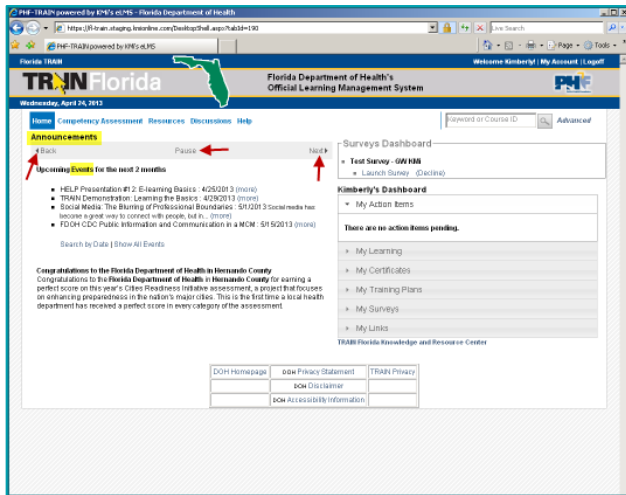 PHF-TRAIN powered by KMi's eLMS - Florida Department of Health
https://fl-train.staging.kmionline.com/DesktopShell.aspx?tabId=190
Live Search
PHF-TRAIN powered by KMi's eLMS
Page
Tools
Florida TRAIN
Welcome Kimberly! | My Account | Logoff
TRAIN Florida
Florida Department of Health's
Official Learning Management System
PHF
Wednesday, April 24, 2013
Home Competency Assessment Resources Discussions Help
Keyword or Course ID
Advanced
Announcements
Back Pause Next
Upcoming Events for the next 2 months
HELP Presentation #12: E-learning Basics : 4/25/2013 (more)
TRAIN Demonstration: Learning the Basics : 4/29/2013 (more)
Social Media: The Blurring of Professional Boundaries : 5/1/2013 Social media has
become a great way to connect with people, but in... (more)
FDOH CDC Public Information and Communication in a MCM : 5/15/2013 (more)
Search by Date | Show All Events
Congratulations to the Florida Department of Health in Hernando County
Congratulations to the Florida Department of Health in Hernando County for earning a
perfect score on this year's Cities Readiness Initiative assessment, a project that focuses
on enhancing preparedness in the nation's major cities. This is the first time a local health
department has received a perfect score in every category of the assessment.
Surveys Dashboard
Test Survey - GW KMi
Launch Survey (Decline)
Kimberly's Dashboard
My Action Items
There are no action items pending.
My Learning
My Certificates
My Training Plans
My Surveys
My Links
TRAIN Florida Knowledge and Resource Center
DOH Homepage DOH Privacy Statement TRAIN Privacy
DOH Disclaimer
DOH Accessibility Information